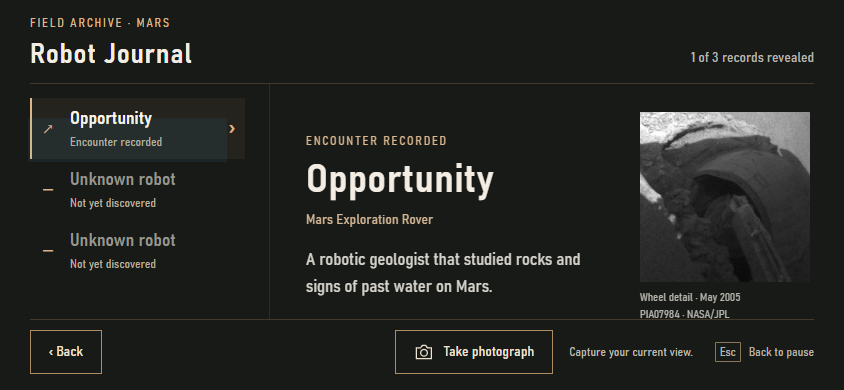 FIELD ARCHIVE · MARS
Robot Journal
1 of 3 records revealed
Opportunity
Encounter recorded
Unknown robot
Not yet discovered
Unknown robot
Not yet discovered
ENCOUNTER RECORDED
Opportunity
Mars Exploration Rover
A robotic geologist that studied rocks and
signs of past water on Mars.
Wheel detail · May 2005
PIA07984 · NASA/JPL
‹ Back
Take photograph
Capture your current view.
Esc Back to pause